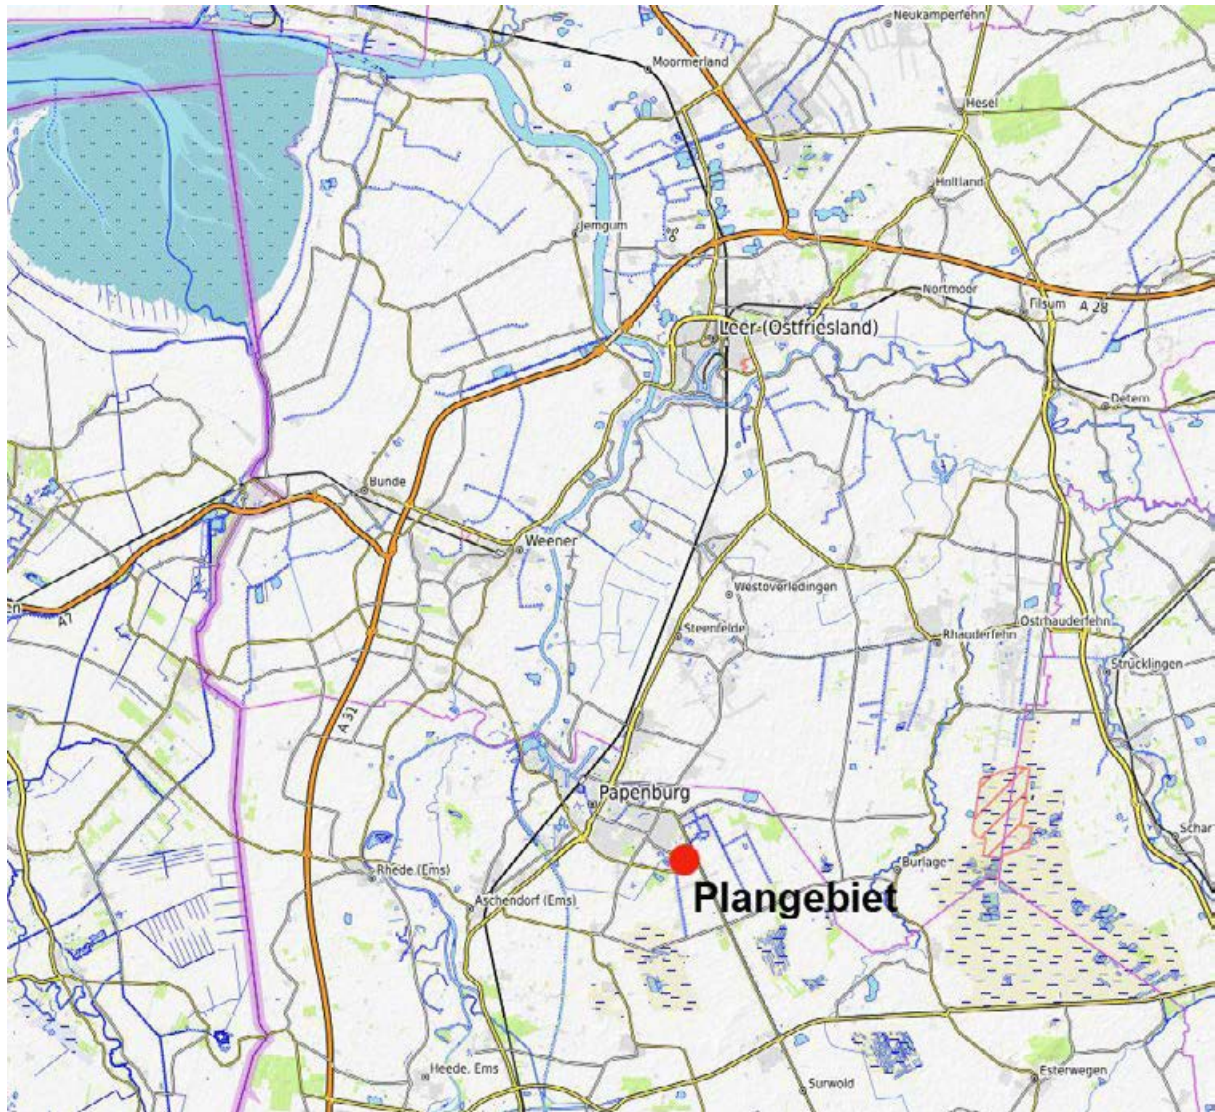 Neukamperfehn
Moormerland
Hesel
Holtland
Jemgum
Nortmoor
Filsum
A 28
Leer (Ostfriesland)
Detern
Bunde
Weener
Westoverledingen
A7
Steenfelde
Ostrhauderfehn
Rhauderfehn
Strücklingen
A 31
Papenburg
Schar
Burlage
Rhede (Ems)
Plangebiet
Aschendorf (Ems)
Heede, Ems
Esterwegen
Surwold